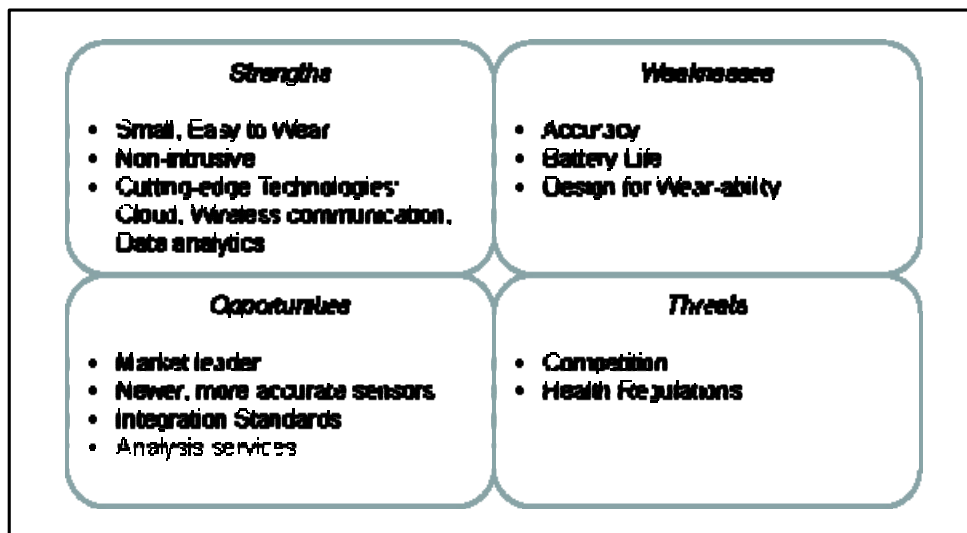 Strengths
• Small, Easy to Wear
• Non-intrusive
• Cutting-edge Technologies:
Cloud, Wireless communication,
Data analytics
Weaknesses
• Accuracy
• Battery Life
• Design for Wear-ability
Opportunities
• Market leader
• Newer, more accurate sensors
• Integration Standards
• Analysis services
Threats
• Competition
• Health Regulations